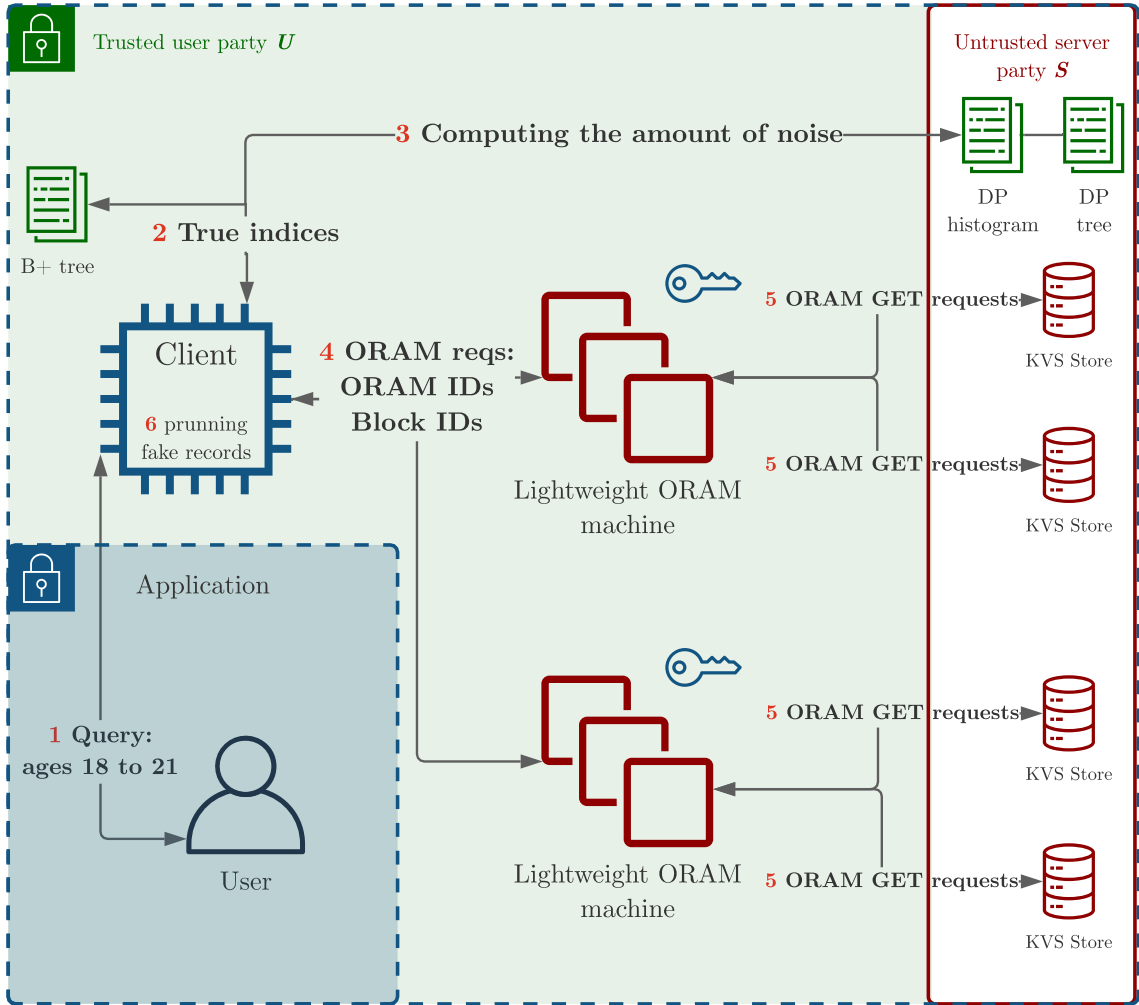 Trusted user party U
Untrusted server
party S
3 Computing the amount of noise
DP
histogram
DP
tree
B+ tree
2 True indices
Client
6 prunning
fake records
4 ORAM reqs:
ORAM IDs
Block IDs
5 ORAM GET requests
KVS Store
5 ORAM GET requests
KVS Store
Lightweight ORAM
machine
Application
1 Query:
ages 18 to 21
User
5 ORAM GET requests
KVS Store
Lightweight ORAM
machine
5 ORAM GET requests
KVS Store